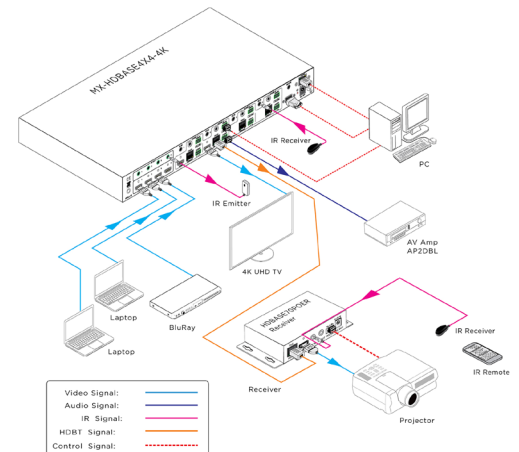 MX-HDBASE4X4-4K
IR Receiver
PC
IR Emitter
4K UHD TV
AV Amp
AP2DBL
Laptop
BluRay
Laptop
HDBASE70POER
Receiver
IR Receiver
IR Remote
Receiver
Projector
Video Signal:
Audio Signal:
IR Signal:
HDBT Signal:
Control Signal: